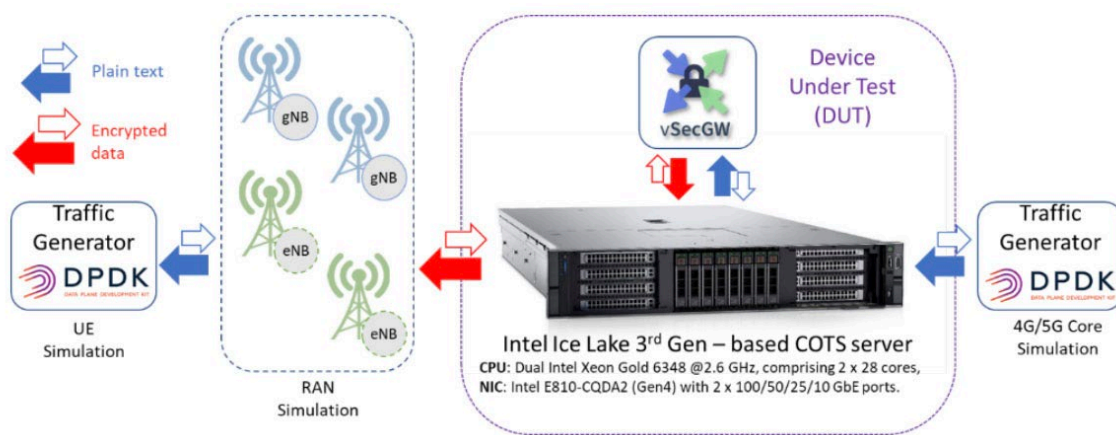 Plain text
Encrypted
data
Traffic
Generator
DPDK
DATA PLANE DEVELOPMENT KIT
UE
Simulation
gNB
gNB
eNB
eNB
RAN
Simulation
vSecGW
Device
Under Test
(DUT)
Intel Ice Lake 3rd Gen – based COTS server
CPU: Dual Intel Xeon Gold 6348 @2.6 GHz, comprising 2 x 28 cores,
NIC: Intel E810-CQDA2 (Gen4) with 2 x 100/50/25/10 GbE ports.
Traffic
Generator
DPDK
DATA PLANE DEVELOPMENT KIT
4G/5G Core
Simulation